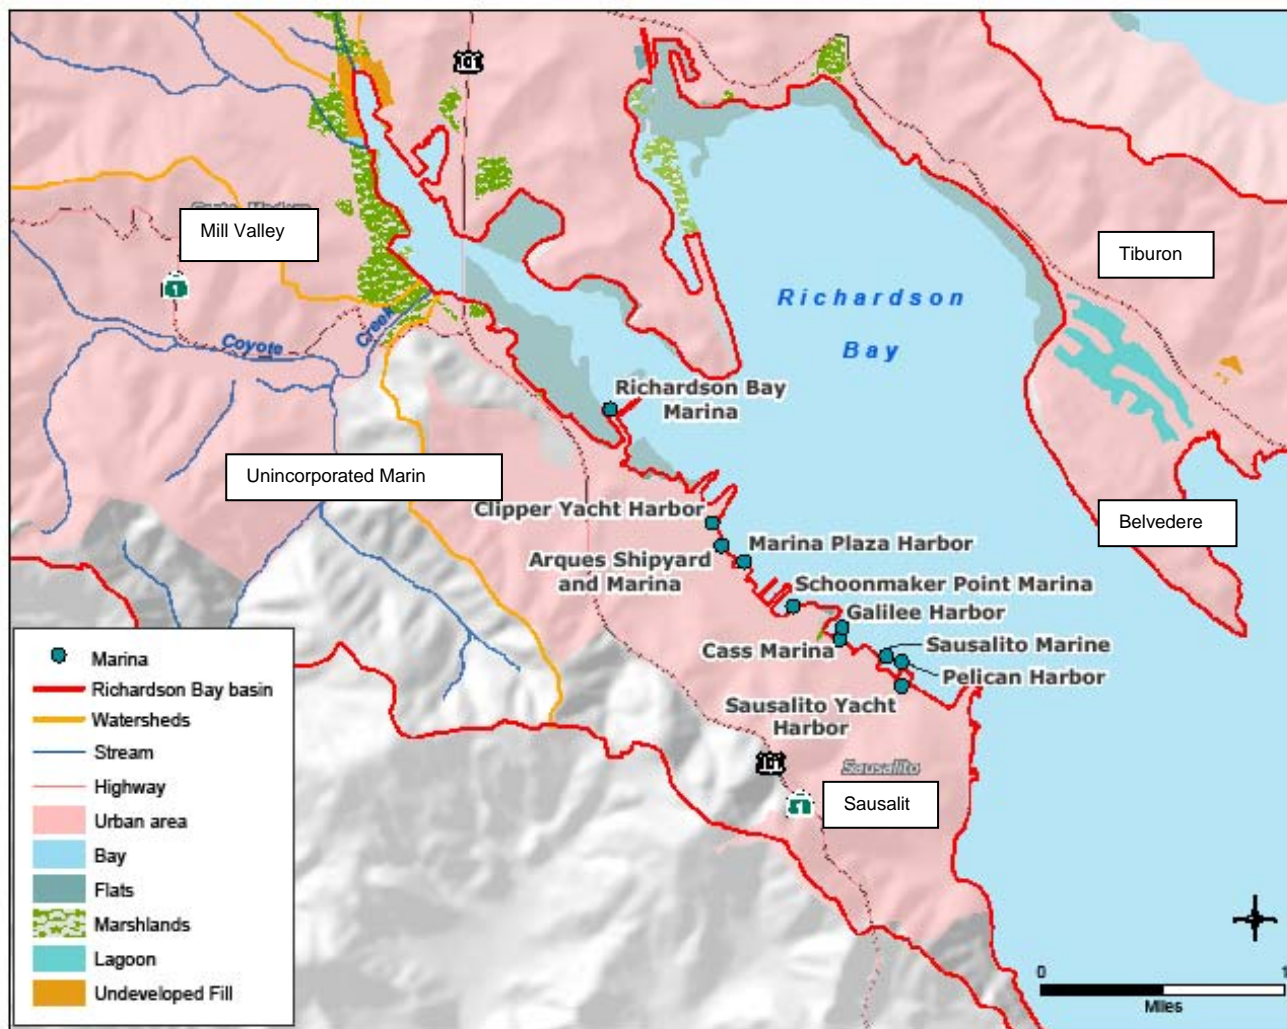 101
Mill Valley
Tiburon
1
Richardson
Bay
Coyote
Creek
Richardson Bay
Marina
Unincorporated Marin
Clipper Yacht Harbor
Belvedere
Arques Shipyard
and Marina
Marina Plaza Harbor
Schoonmaker Point Marina
Galilee Harbor
Cass Marina
Sausalito Marine
Pelican Harbor
Sausalito Yacht
Harbor
101
Sausalito
1
Sausalit
Marina
Richardson Bay basin
Watersheds
Stream
Highway
Urban area
Bay
Flats
Marshlands
Lagoon
Undeveloped Fill
0
1
Miles